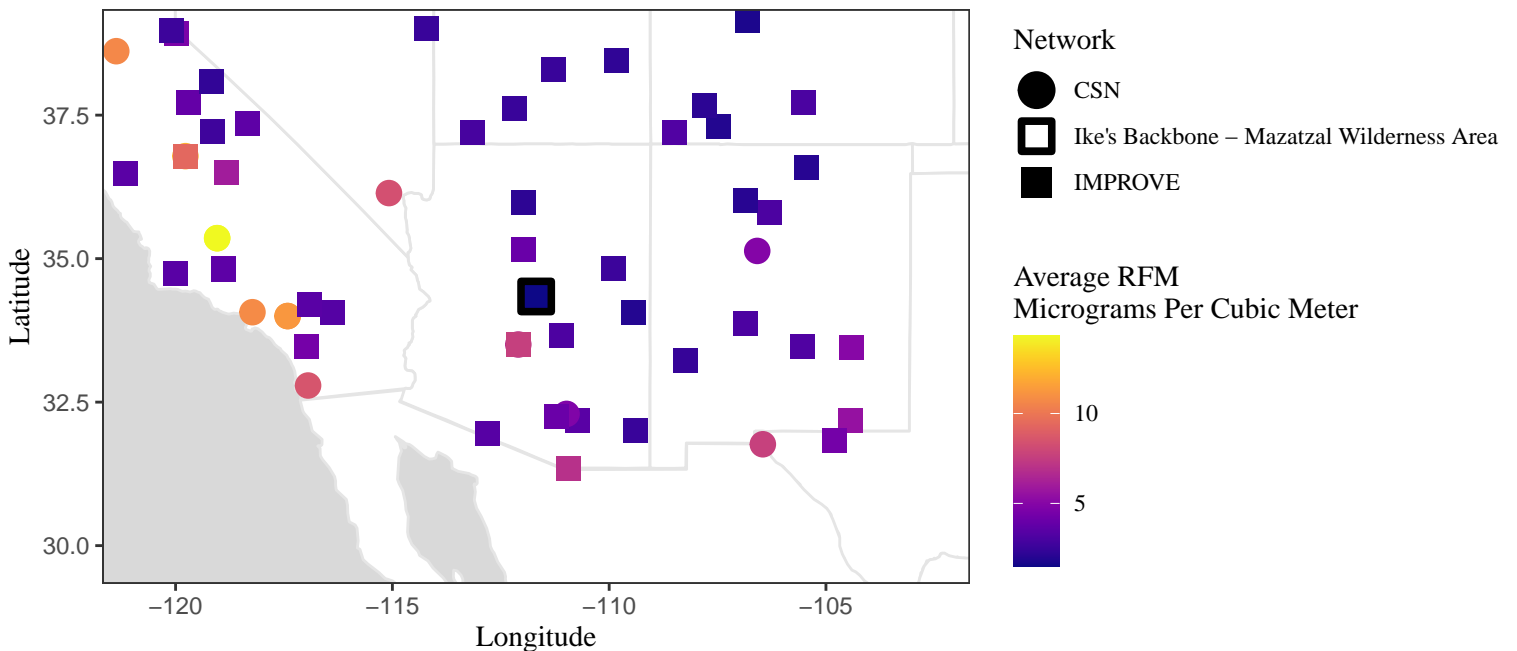 37.5
35.0
32.5
30.0
Latitude
−120
−115
−110
−105
Longitude
Network
CSN
Ike's Backbone – Mazatzal Wilderness Area
IMPROVE
Average RFM
Micrograms Per Cubic Meter
10
5